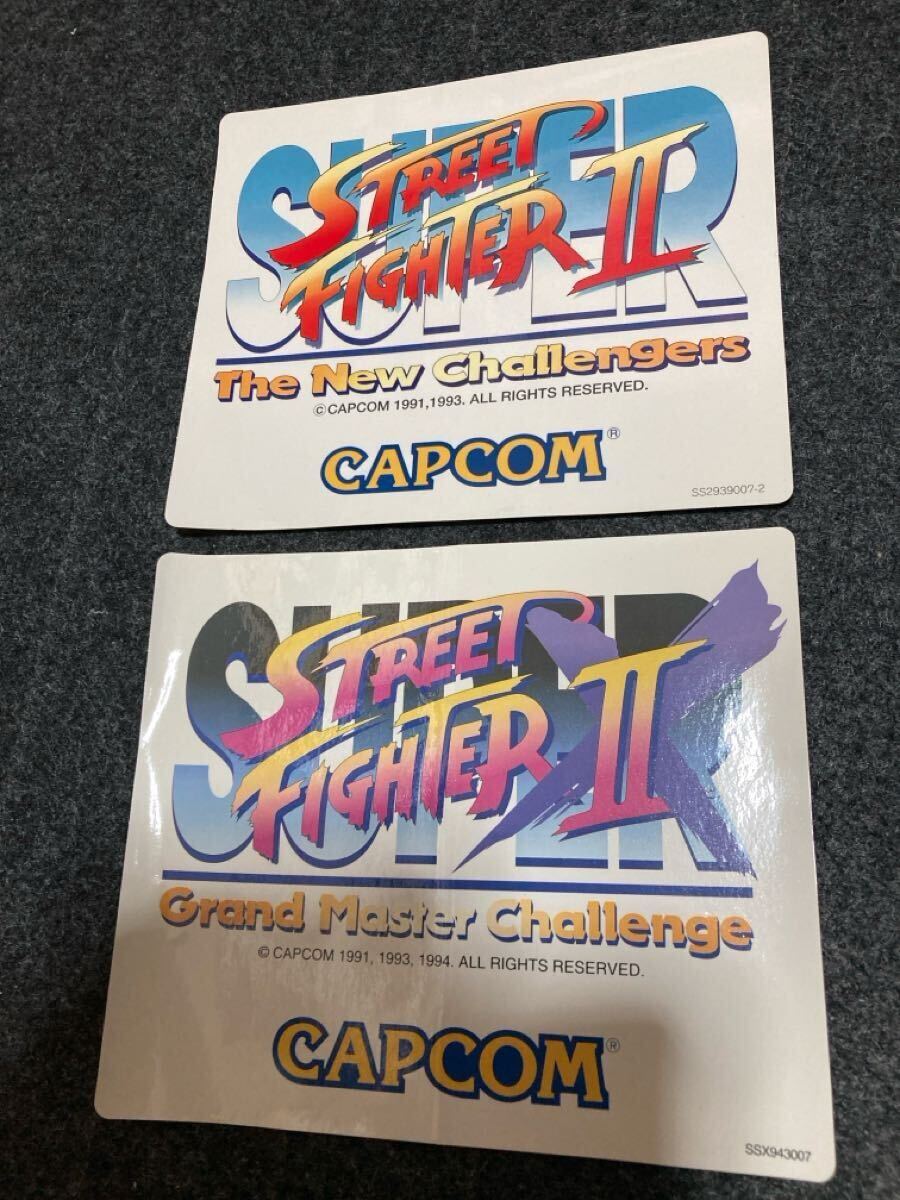 SUPER
STREET
FIGHTER II
The New Challengers
©CAPCOM 1991,1993. ALL RIGHTS RESERVED.
CAPCOM®
SS2939007-2
SUPER X
STREET
FIGHTER II
Grand Master Challenge
© CAPCOM 1991, 1993, 1994. ALL RIGHTS RESERVED.
CAPCOM®
SSX943007